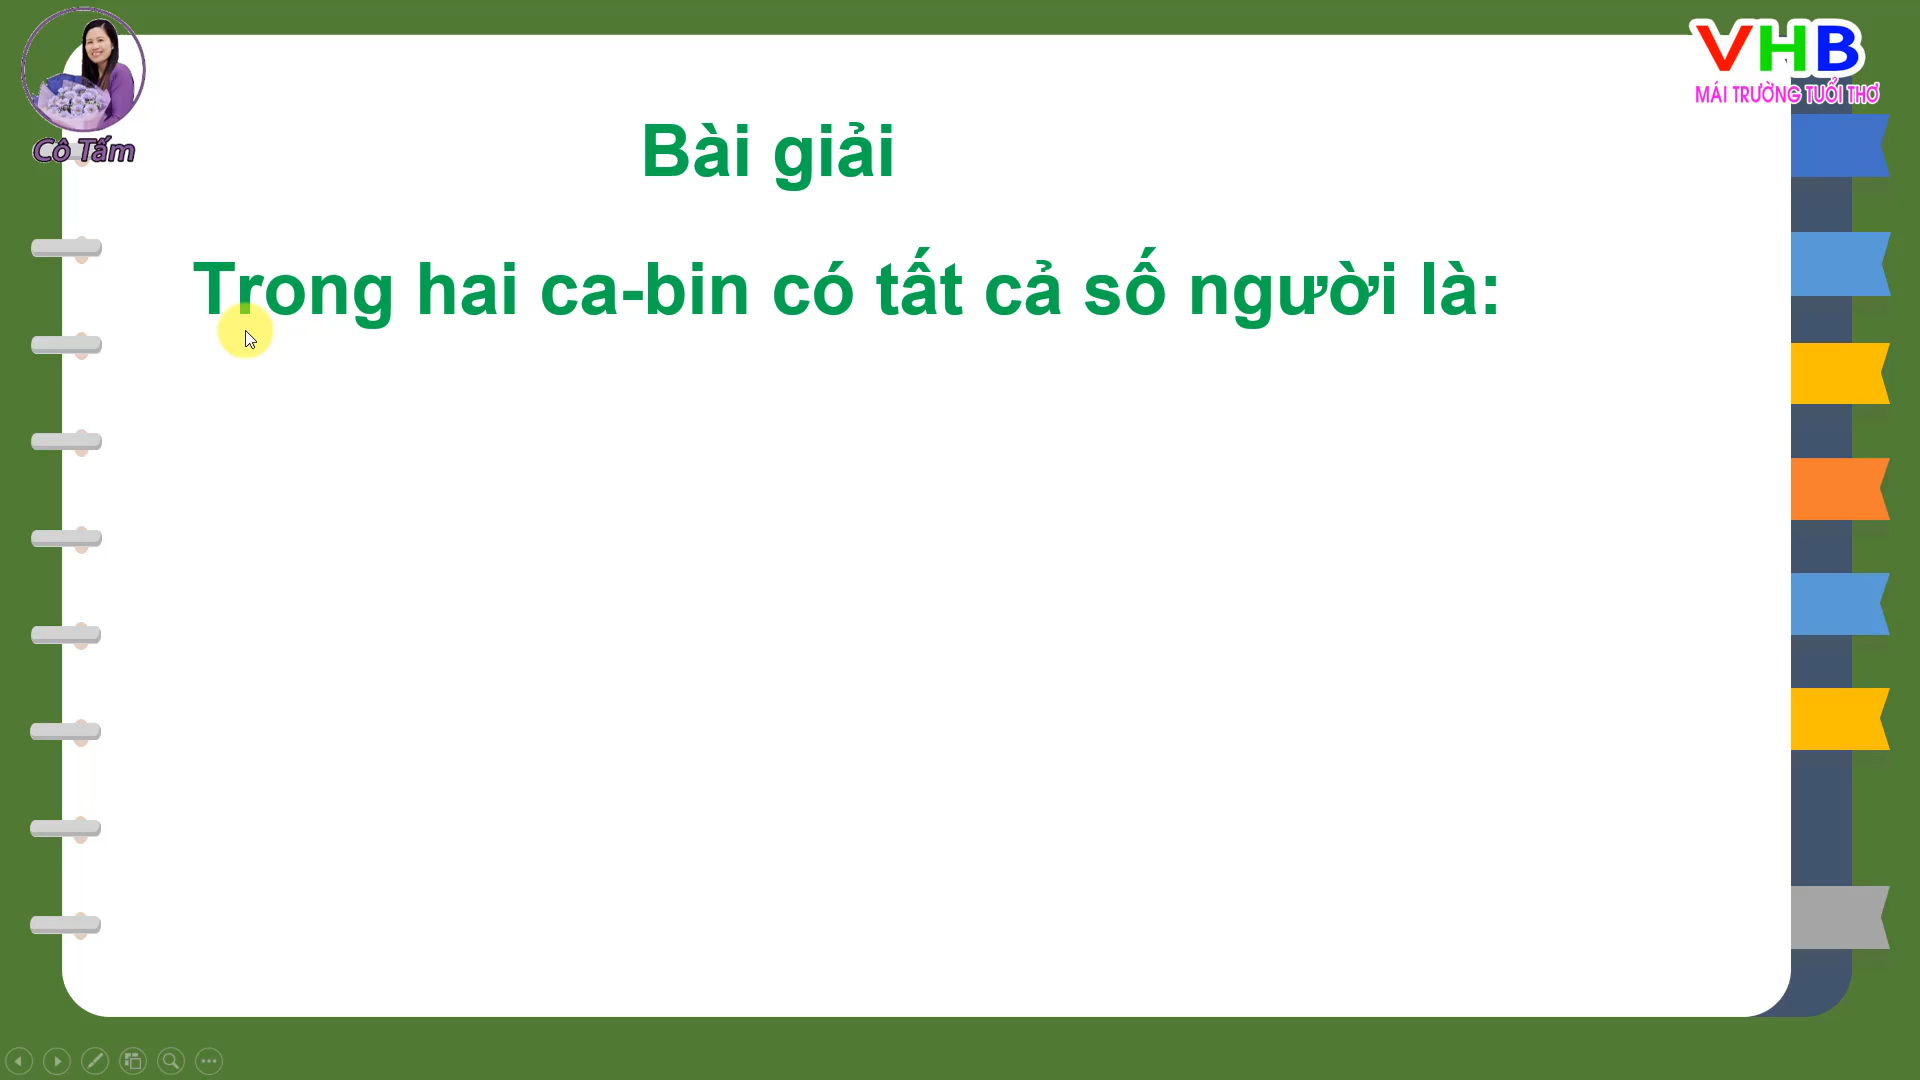 Cô Tấm
VHB
MÁI TRƯỜNG TUỔI THƠ
Bài giải
Trong hai ca-bin có tất cả số người là: